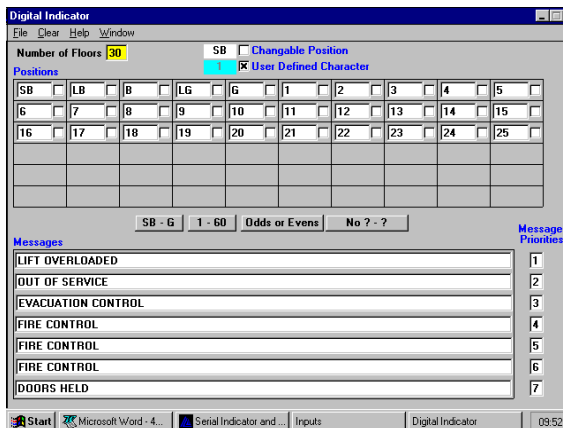 Digital Indicator
File Clear Help Window
Number of Floors 30
SB Changable Position
1 User Defined Character
Positions
SB LB B LG G 1 2 3 4 5
6 7 8 9 10 11 12 13 14 15
16 17 18 19 20 21 22 23 24 25
SB - G 1 - 60 Odds or Evens No ? - ?
Messages
Message Priorities
LIFT OVERLOADED 1
OUT OF SERVICE 2
EVACUATION CONTROL 3
FIRE CONTROL 4
FIRE CONTROL 5
FIRE CONTROL 6
DOORS HELD 7
Start Microsoft Word - 4... Serial Indicator and ... Inputs Digital Indicator 09:52